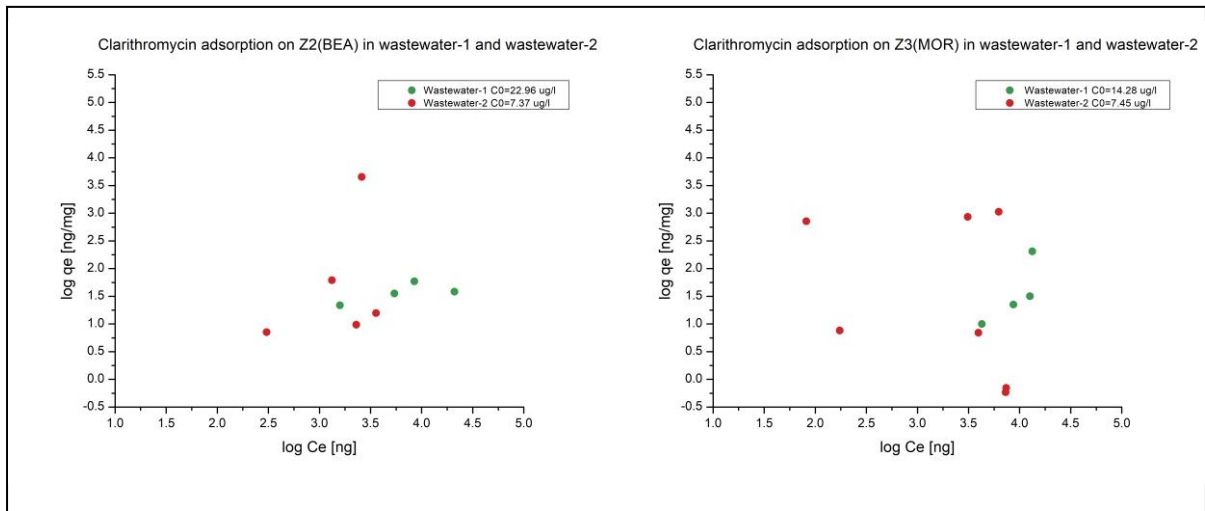 Clarithromycin adsorption on Z2(BEA) in wastewater-1 and wastewater-2
Wastewater-1 C0=22.96 ug/l
Wastewater-2 C0=7.37 ug/l
log qe [ng/mg]
5.5
5.0
4.5
4.0
3.5
3.0
2.5
2.0
1.5
1.0
0.5
0.0
-0.5
1.0 1.5 2.0 2.5 3.0 3.5 4.0 4.5 5.0
log Ce [ng]
Clarithromycin adsorption on Z3(MOR) in wastewater-1 and wastewater-2
Wastewater-1 C0=14.28 ug/l
Wastewater-2 C0=7.45 ug/l
log qe [ng/mg]
5.5
5.0
4.5
4.0
3.5
3.0
2.5
2.0
1.5
1.0
0.5
0.0
-0.5
1.0 1.5 2.0 2.5 3.0 3.5 4.0 4.5 5.0
log Ce [ng]